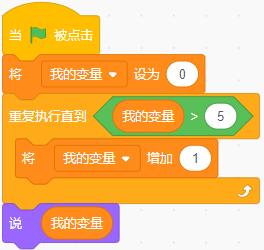 当 被点击
将 我的变量 设为 0
重复执行直到 我的变量 > 5
将 我的变量 增加 1
说 我的变量